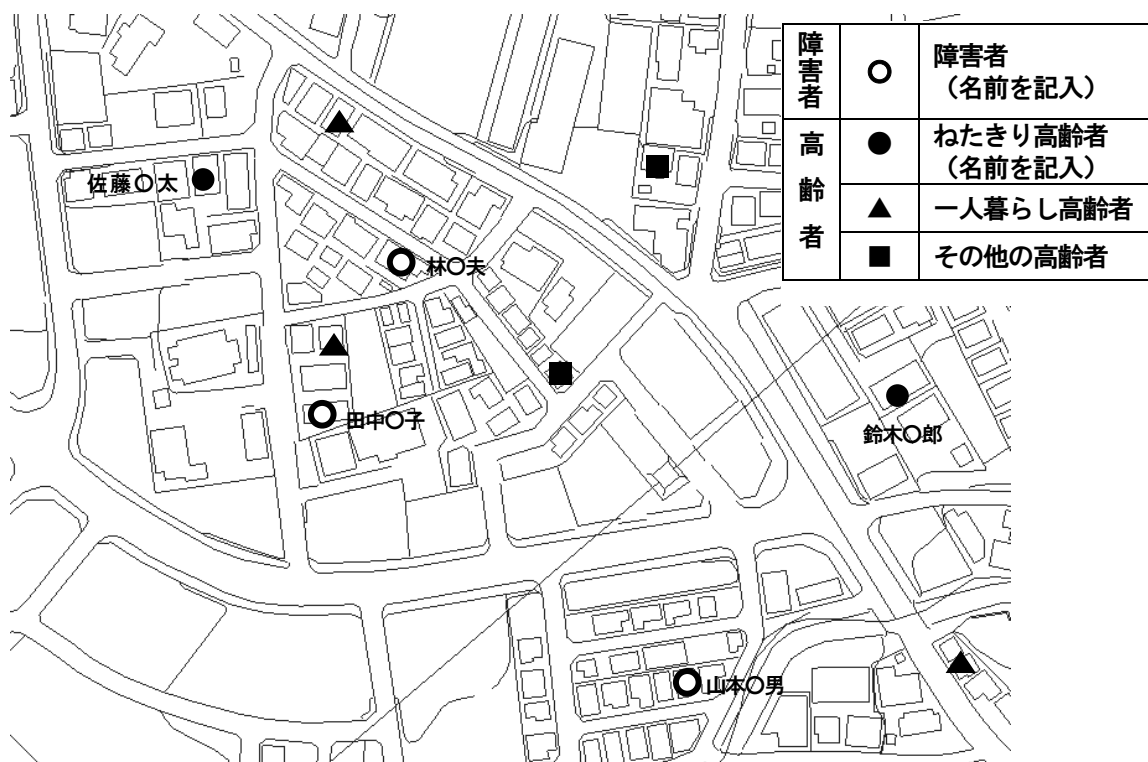 障害者
障害者
（名前を記入）
高齢者
ねたきり高齢者
（名前を記入）
一人暮らし高齢者
その他の高齢者
佐藤〇太
林〇夫
田中〇子
鈴木〇郎
山本〇男